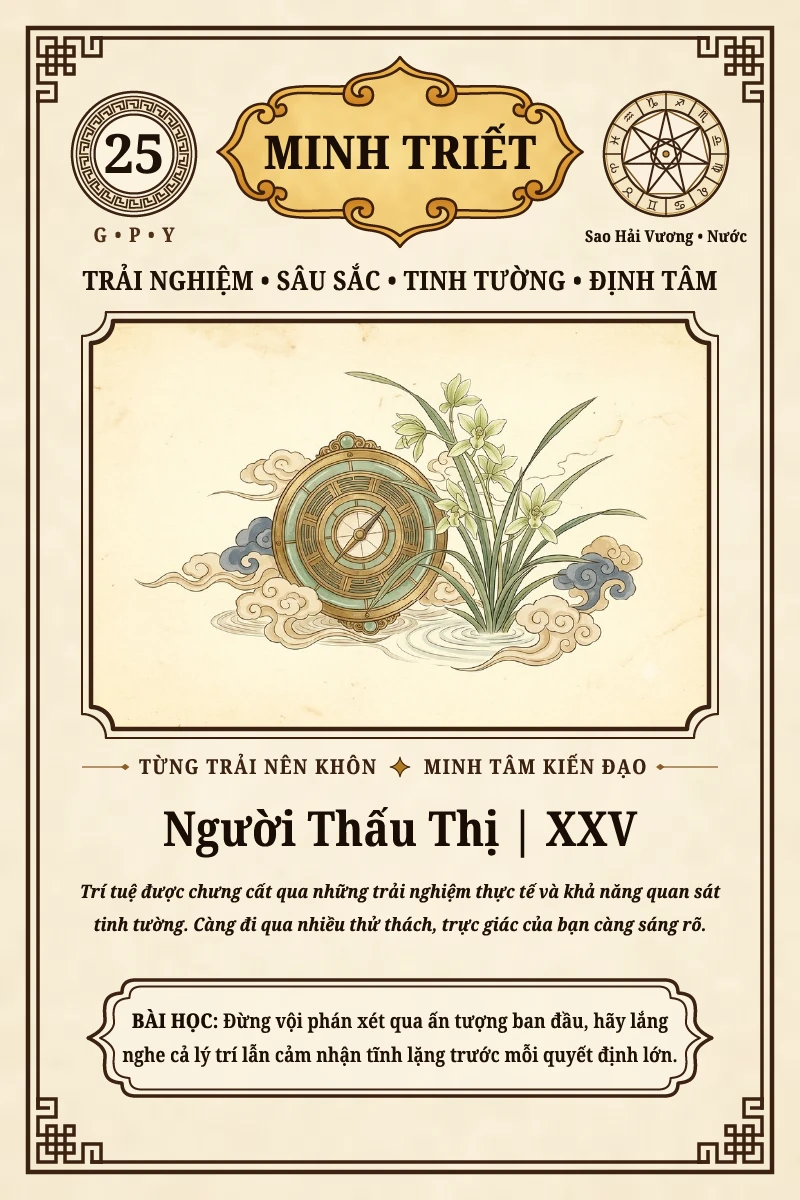 25
MINH TRIẾT
G • P • Y
Sao Hải Vương • Nước
TRẢI NGHIỆM • SÂU SẮC • TINH TƯỜNG • ĐỊNH TÂM
TỪNG TRẢI NÊN KHÔN ✦ MINH TÂM KIẾN ĐẠO
Người Thấu Thị | XXV
Trí tuệ được chưng cất qua những trải nghiệm thực tế và khả năng quan sát
tinh tường. Càng đi qua nhiều thử thách, trực giác của bạn càng sáng rõ.
BÀI HỌC: Đừng vội phán xét qua ấn tượng ban đầu, hãy lắng
nghe cả lý trí lẫn cảm nhận tĩnh lặng trước mỗi quyết định lớn.